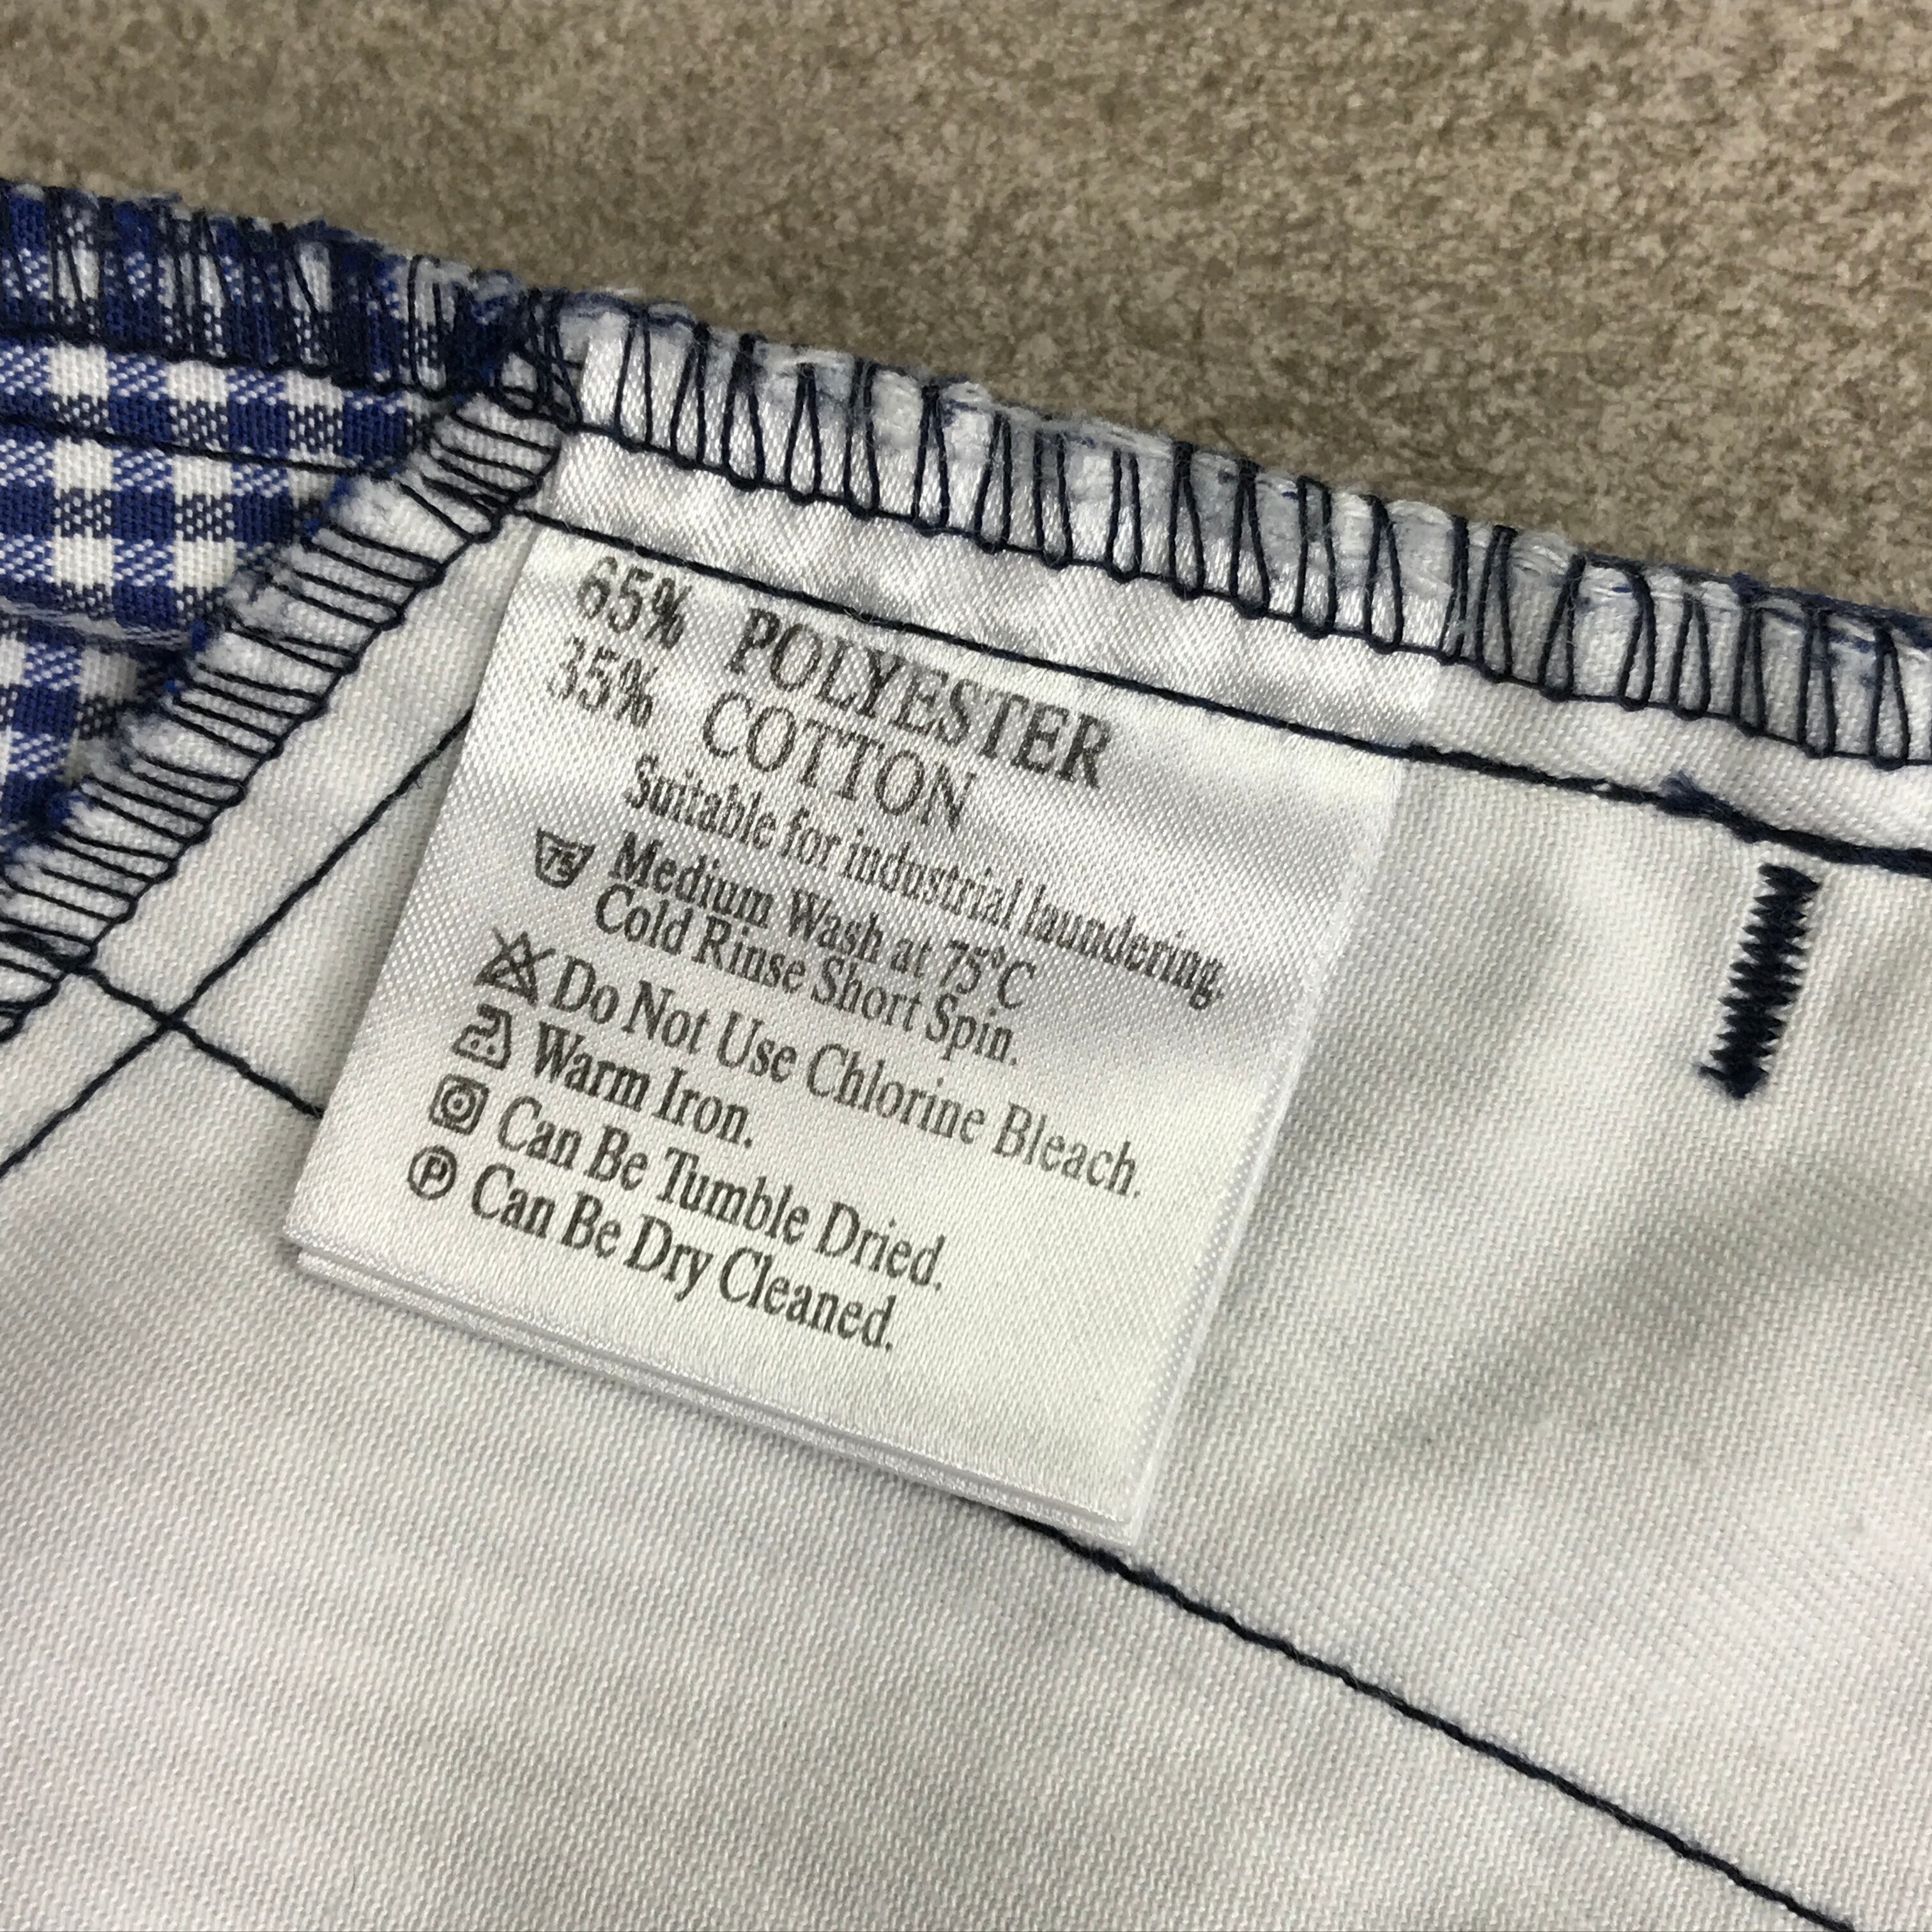 65% POLYESTER
35% COTTON
Suitable for industrial laundering.
75 Medium Wash at 75°C
Cold Rinse Short Spin.
Do Not Use Chlorine Bleach.
Warm Iron.
Can Be Tumble Dried.
P Can Be Dry Cleaned.